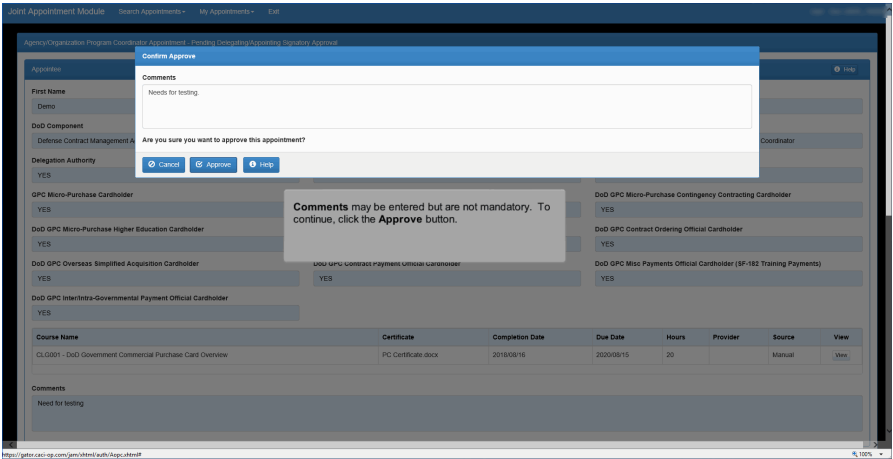 Joint Appointment Module Search Appointments My Appointments Exit
Agency/Organization Program Coordinator Appointment - Pending Delegating/Appointing Signatory Approval
Confirm Approve
Appointee
Help
Comments
First Name
Needs for testing.
Demo
DoD Component
Defense Contract Management A
Are you sure you want to approve this appointment?
Coordinator
Delegation Authority
Cancel Approve Help
YES
GPC Micro-Purchase Cardholder
DoD GPC Micro-Purchase Contingency Contracting Cardholder
YES
YES
Comments may be entered but are not mandatory. To
continue, click the Approve button.
DoD GPC Micro-Purchase Higher Education Cardholder
DoD GPC Contract Ordering Official Cardholder
YES
YES
DoD GPC Overseas Simplified Acquisition Cardholder
DoD GPC Contract Payment Official Cardholder
DoD GPC Misc Payments Official Cardholder (SF-182 Training Payments)
YES
YES
YES
DoD GPC Inter/Intra-Governmental Payment Official Cardholder
YES
Course Name Certificate Completion Date Due Date Hours Provider Source View
CLG001 - DoD Government Commercial Purchase Card Overview PC Certificate.docx 2018/08/16 2020/08/15 20 Manual View
Comments
Need for testing
https://gator.caci-op.com/jam/xhtml/auth/Aopc.xhtml#
100%